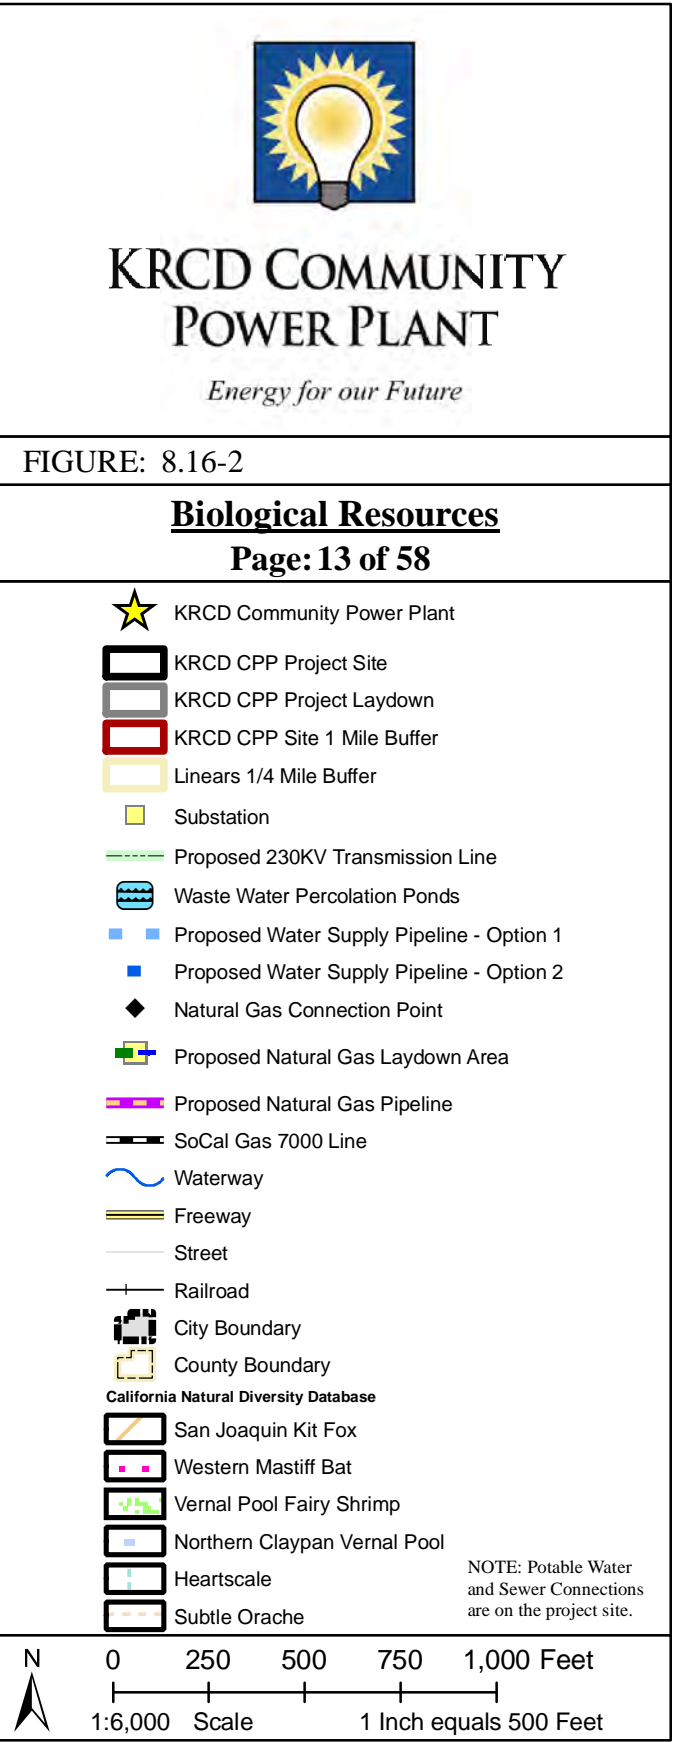 KRCD COMMUNITY
POWER PLANT
Energy for our Future
FIGURE: 8.16-2
Biological Resources
Page: 13 of 58
KRCD Community Power Plant
KRCD CPP Project Site
KRCD CPP Project Laydown
KRCD CPP Site 1 Mile Buffer
Linears 1/4 Mile Buffer
Substation
Proposed 230KV Transmission Line
Waste Water Percolation Ponds
Proposed Water Supply Pipeline - Option 1
Proposed Water Supply Pipeline - Option 2
Natural Gas Connection Point
Proposed Natural Gas Laydown Area
Proposed Natural Gas Pipeline
SoCal Gas 7000 Line
Waterway
Freeway
Street
Railroad
City Boundary
County Boundary
California Natural Diversity Database
San Joaquin Kit Fox
Western Mastiff Bat
Vernal Pool Fairy Shrimp
Northern Claypan Vernal Pool
Heartscale
Subtle Orache
NOTE: Potable Water
and Sewer Connections
are on the project site.
N
0 250 500 750 1,000 Feet
1:6,000 Scale 1 Inch equals 500 Feet